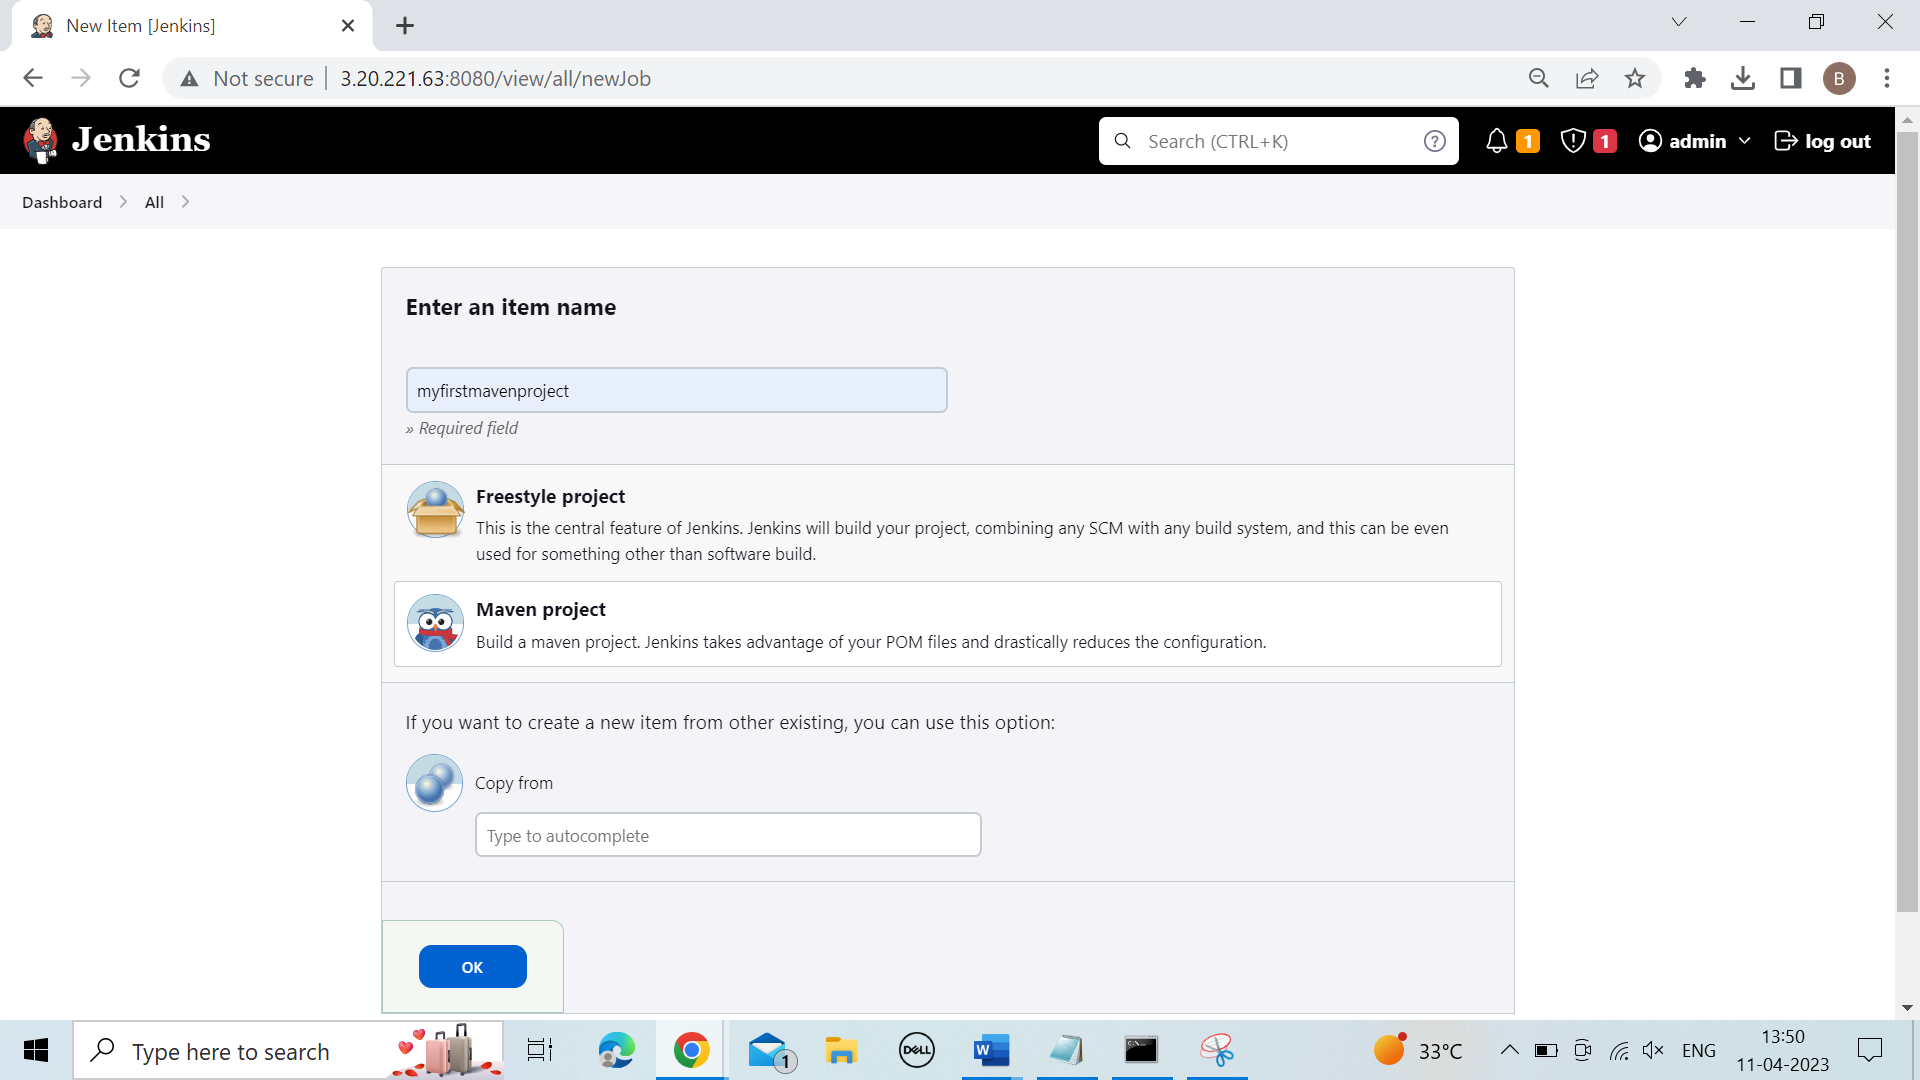 New Item [Jenkins]
Not secure
3.20.221.63:8080/view/all/newJob
B
Jenkins
Search (CTRL+K)
1
1
admin
log out
Dashboard
All
Enter an item name
myfirstmavenproject
» Required field
Freestyle project
This is the central feature of Jenkins. Jenkins will build your project, combining any SCM with any build system, and this can be even
used for something other than software build.
Maven project
Build a maven project. Jenkins takes advantage of your POM files and drastically reduces the configuration.
If you want to create a new item from other existing, you can use this option:
Copy from
Type to autocomplete
OK
Type here to search
1
DELL
W
33°C
ENG
13:50
11-04-2023